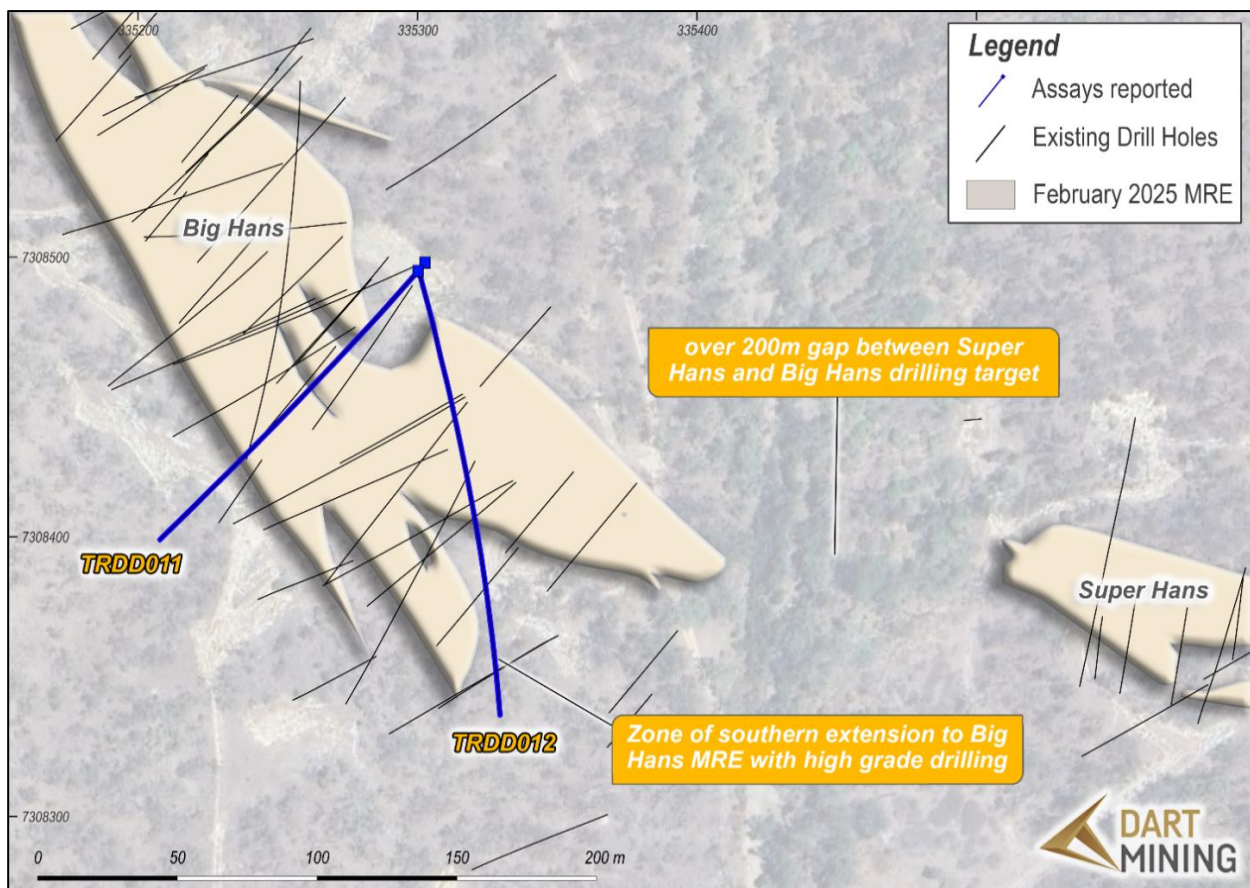 335200
335300
335400
Legend
Assays reported
Existing Drill Holes
February 2025 MRE
Big Hans
7308500
over 200m gap between Super
Hans and Big Hans drilling target
7308400
TRDD011
Super Hans
TRDD012
Zone of southern extension to Big
Hans MRE with high grade drilling
7308300
0 50 100 150 200 m
DART
MINING